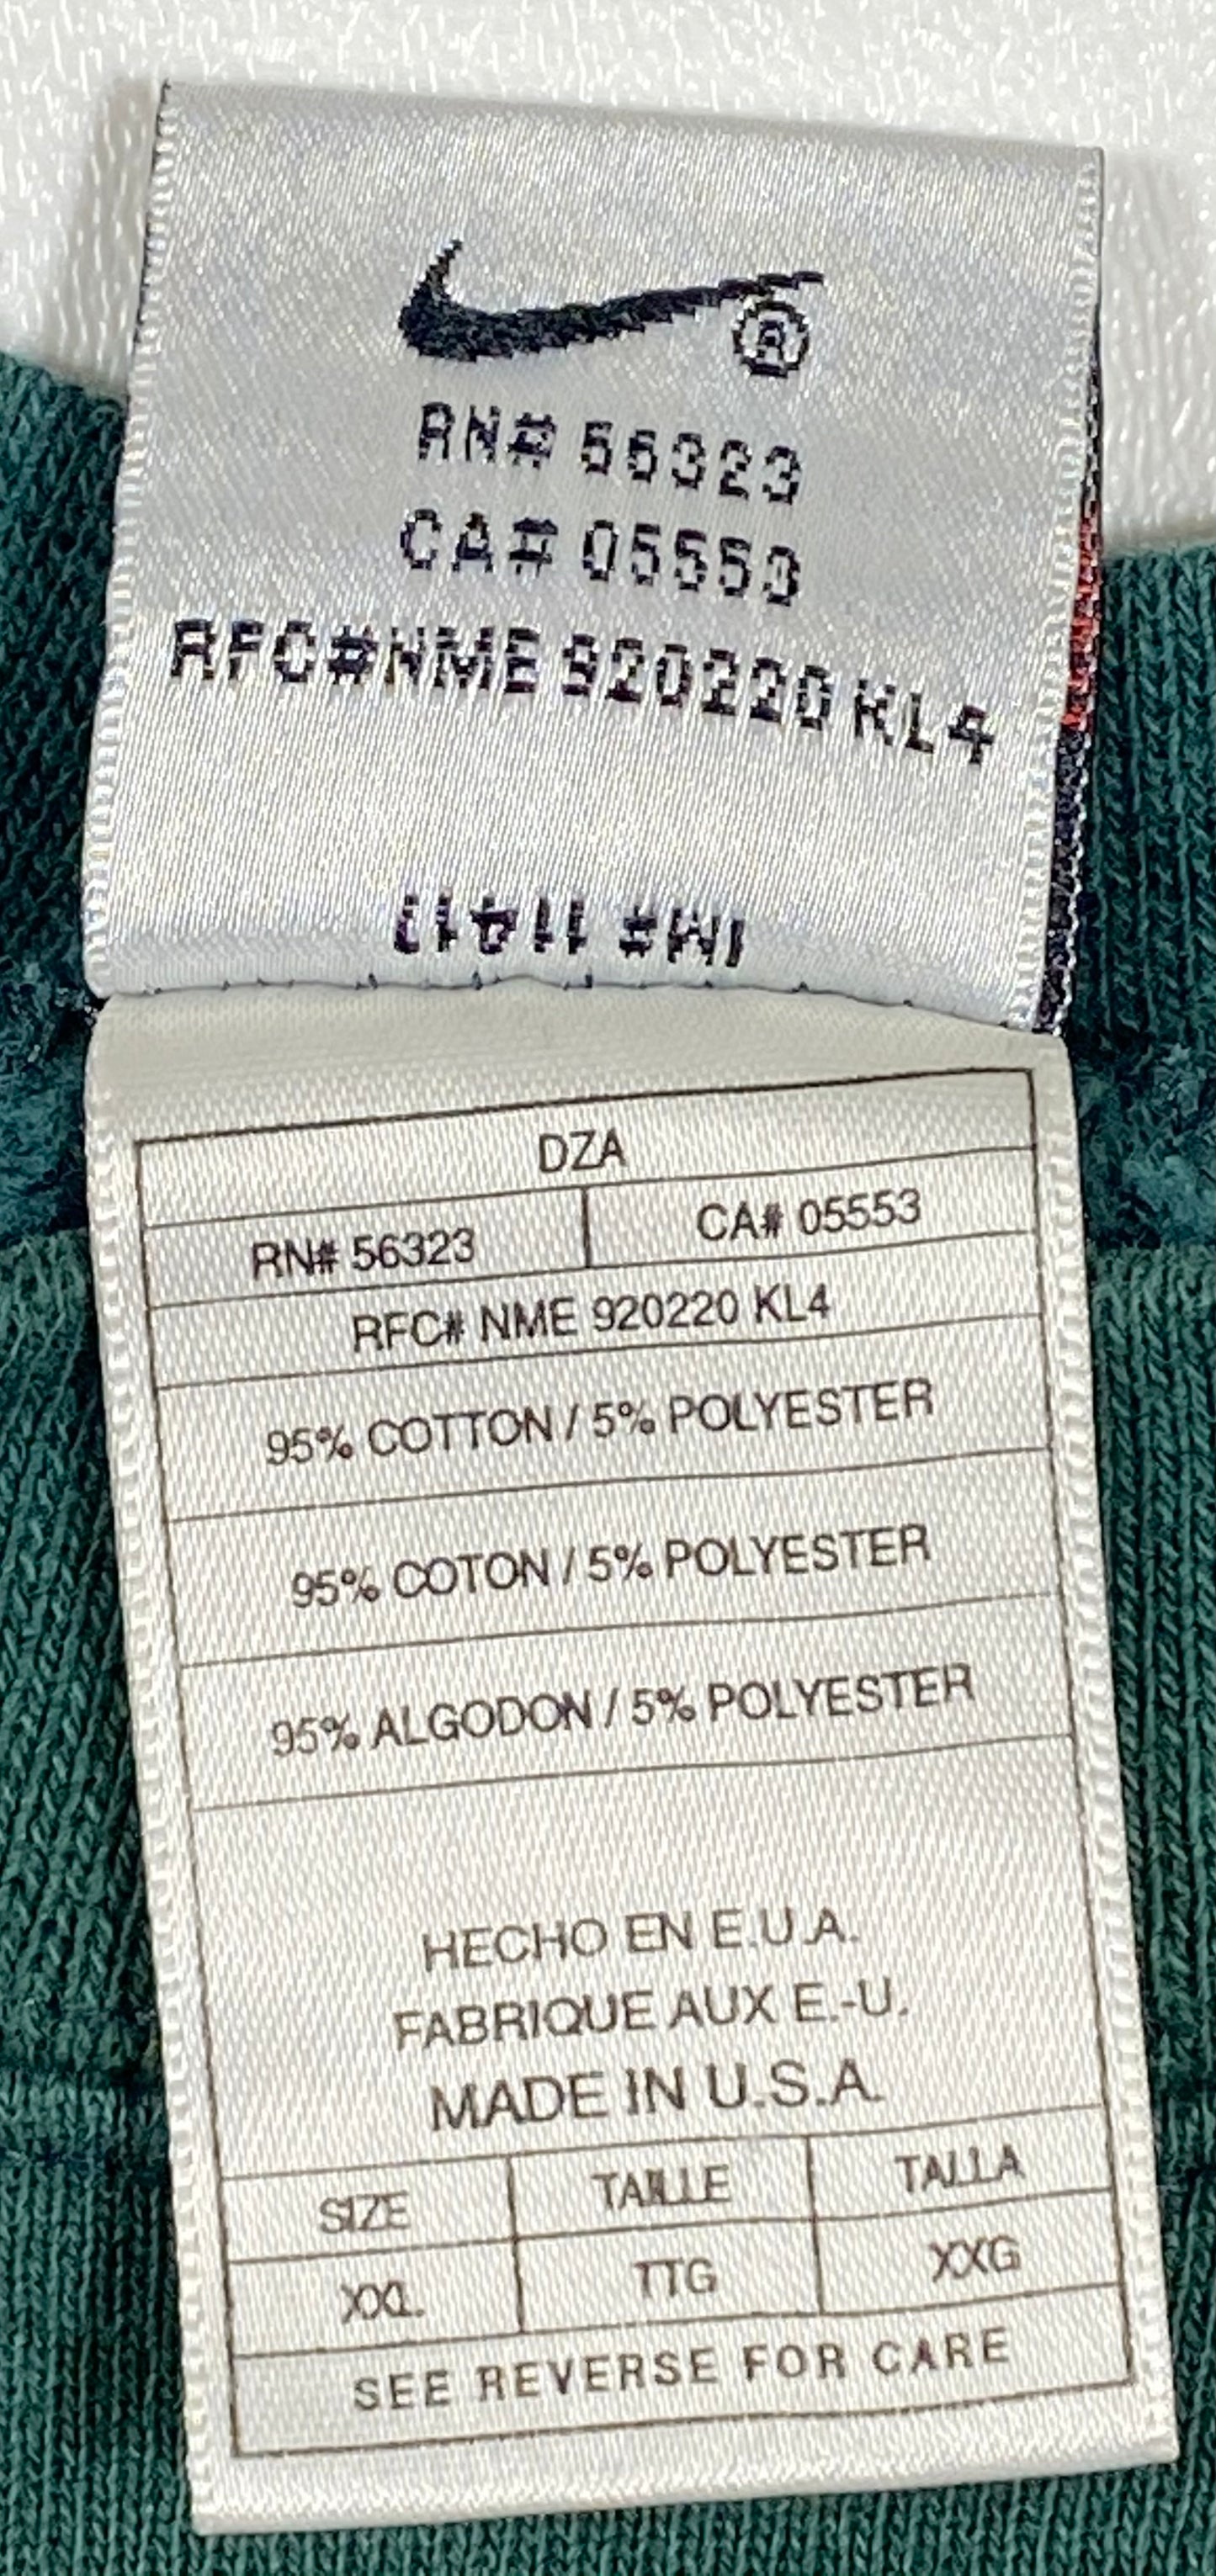 ®
RN# 56323
CA# 05553
RFC#NME 920220 KL4
IM# 11417
DZA
RN# 56323
CA# 05553
RFC# NME 920220 KL4
95% COTTON / 5% POLYESTER
95% COTON / 5% POLYESTER
95% ALGODON / 5% POLYESTER
HECHO EN E.U.A.
FABRIQUE AUX E.-U.
MADE IN U.S.A.
SIZE TAILLE TALLA
XXL TTG XXG
SEE REVERSE FOR CARE